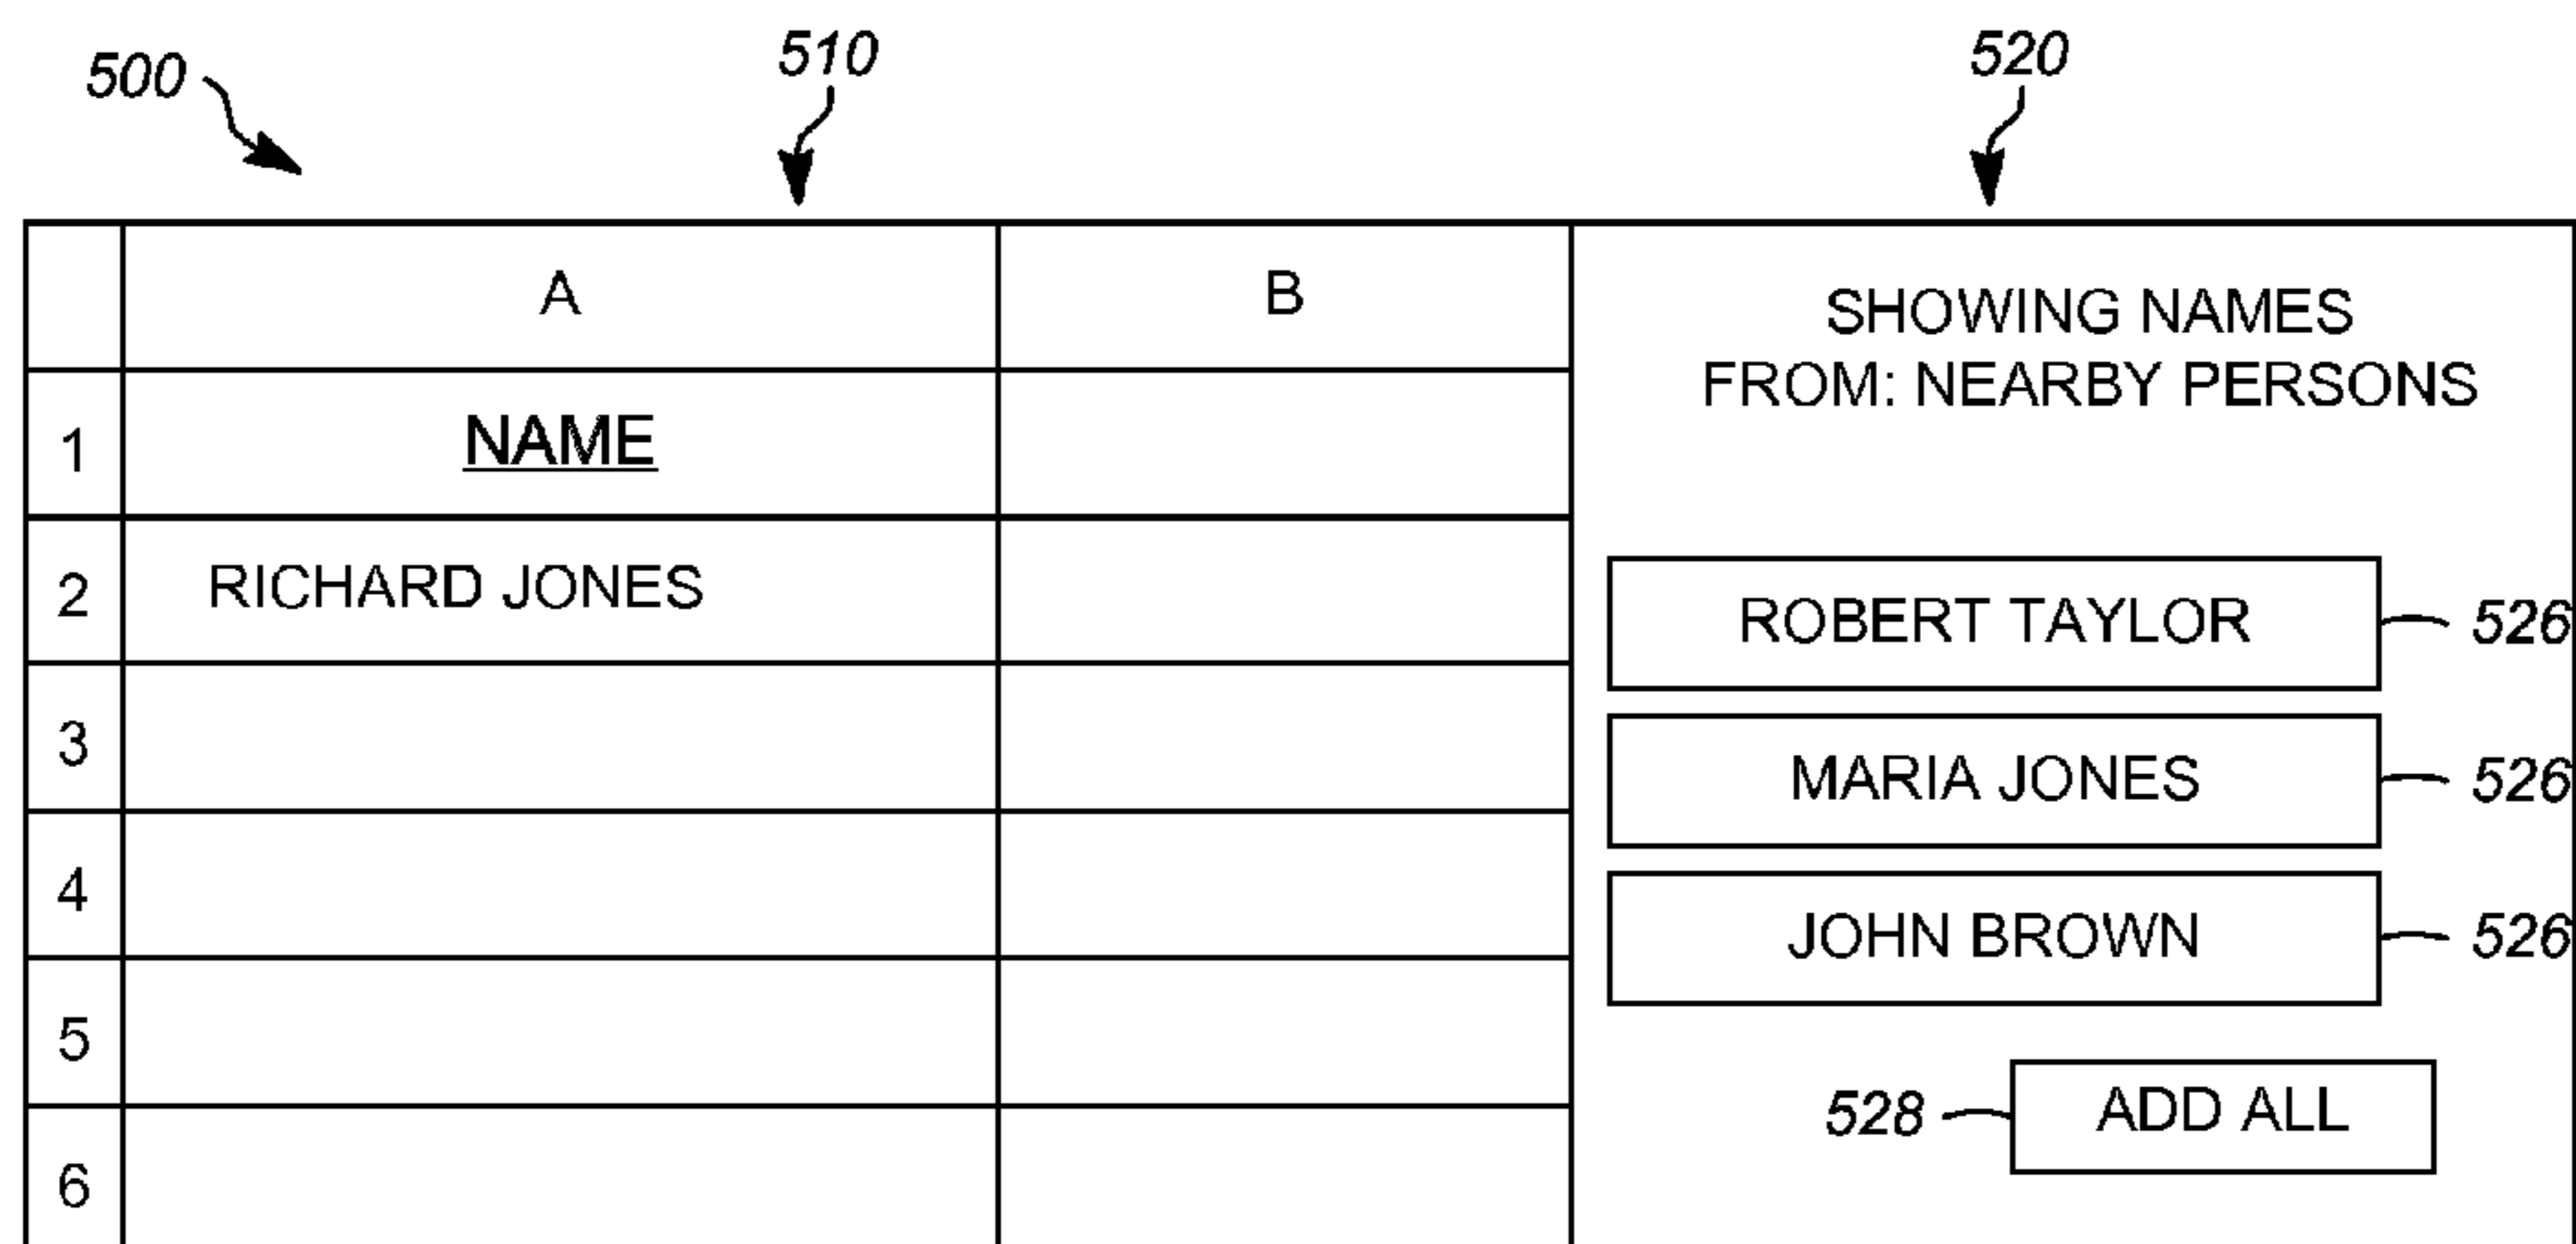 500
510
520
A
B
SHOWING NAMES
FROM: NEARBY PERSONS
1
NAME
2
RICHARD JONES
ROBERT TAYLOR
526
3
MARIA JONES
526
4
JOHN BROWN
526
5
528
ADD ALL
6